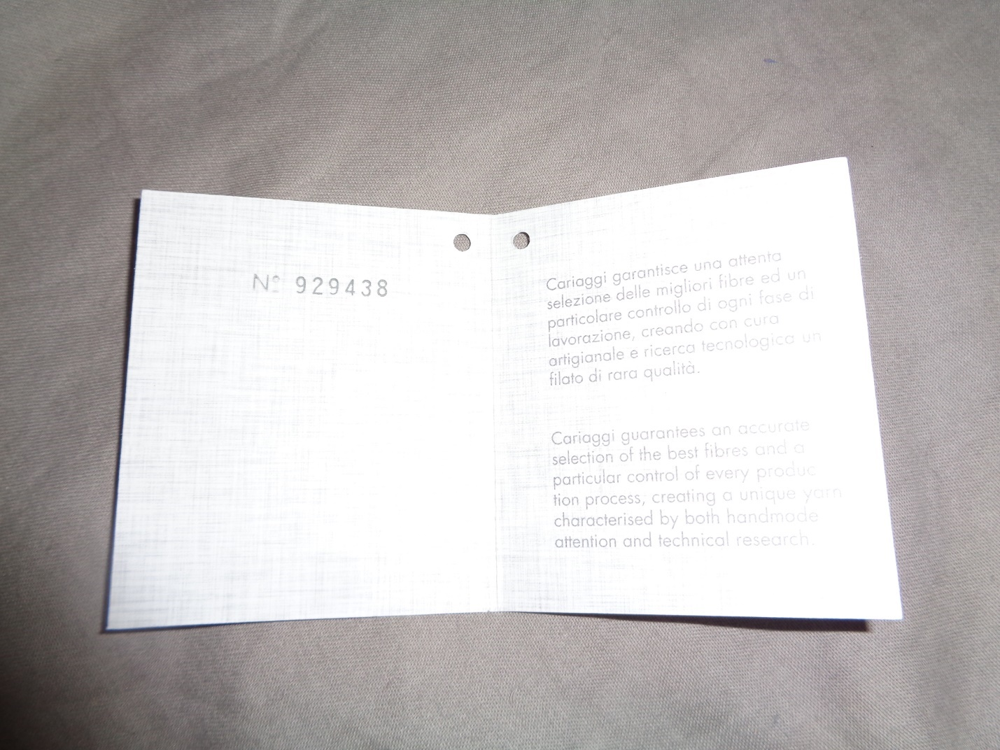 Nº 929438
Cariaggi garantisce una attenta
selezione delle migliori fibre ed un
particolare controllo di ogni fase di
lavorazione, creando con cura
artigianale e ricerca tecnologica un
filato di rara qualità.
Cariaggi guarantees an accurate
selection of the best fibres and a
particular control of every produc
tion process, creating a unique yarn
characterised by both handmade
attention and technical research.